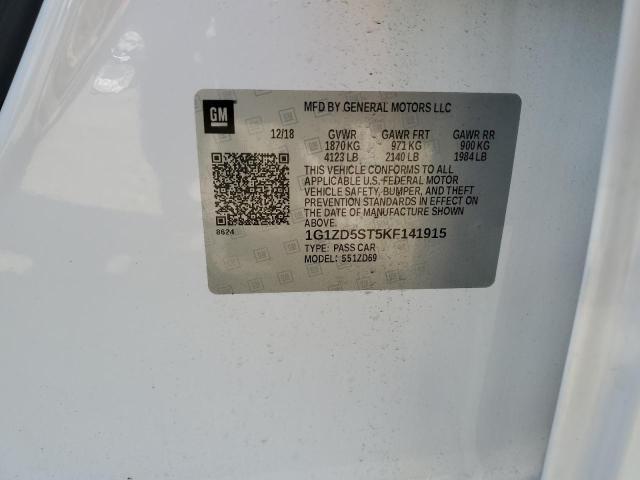 GM
MFD BY GENERAL MOTORS LLC
12/18 GVWR GAWR FRT GAWR RR
1870 KG 971 KG 900 KG
4123 LB 2140 LB 1984 LB
THIS VEHICLE CONFORMS TO ALL
APPLICABLE U.S. FEDERAL MOTOR
VEHICLE SAFETY, BUMPER, AND THEFT
PREVENTION STANDARDS IN EFFECT
ON THE DATE OF MANUFACTURE SHOWN
ABOVE.
8624
1G1ZD5ST5KF141915
TYPE: PASS CAR
MODEL: 5S1ZD69